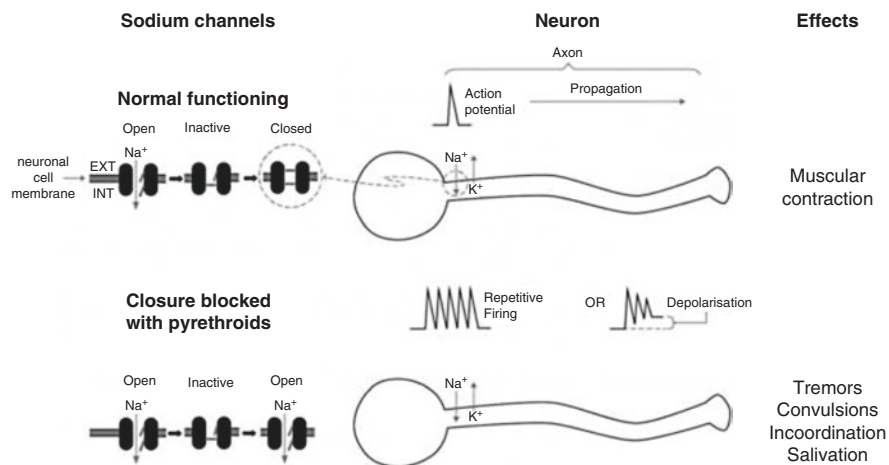 Sodium channels
Neuron
Effects
Axon
Normal functioning
Action
potential
Propagation
Open
Inactive
Closed
Na⁺
neuronal
cell
membrane
EXT
INT
Na⁺
K⁺
Muscular
contraction
Closure blocked
with pyrethroids
Repetitive
Firing
OR
Depolarisation
Open
Inactive
Open
Na⁺
Na⁺
Na⁺
K⁺
Tremors
Convulsions
Incoordination
Salivation